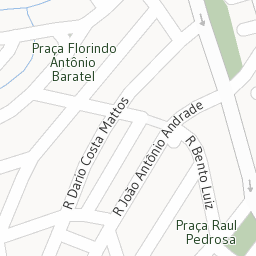 Praça Florindo
Antônio
Baratel
R Dario Costa Mattos
R João Antônio Andrade
R Bento Luiz
Praça Raul
Pedrosa